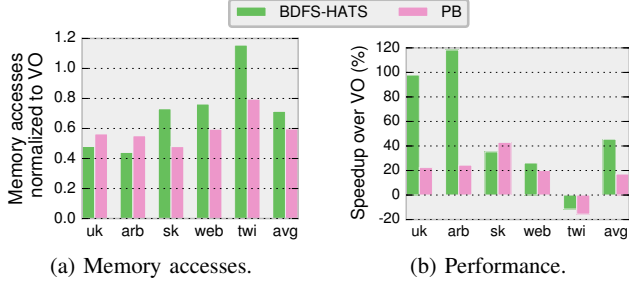 BDFS-HATS PB
Memory accesses
normalized to VO
1.2
1.0
0.8
0.6
0.4
0.2
0.0
uk arb sk web twi avg
(a) Memory accesses.
Speedup over VO (%)
120
100
80
60
40
20
0
-20
uk arb sk web twi avg
(b) Performance.